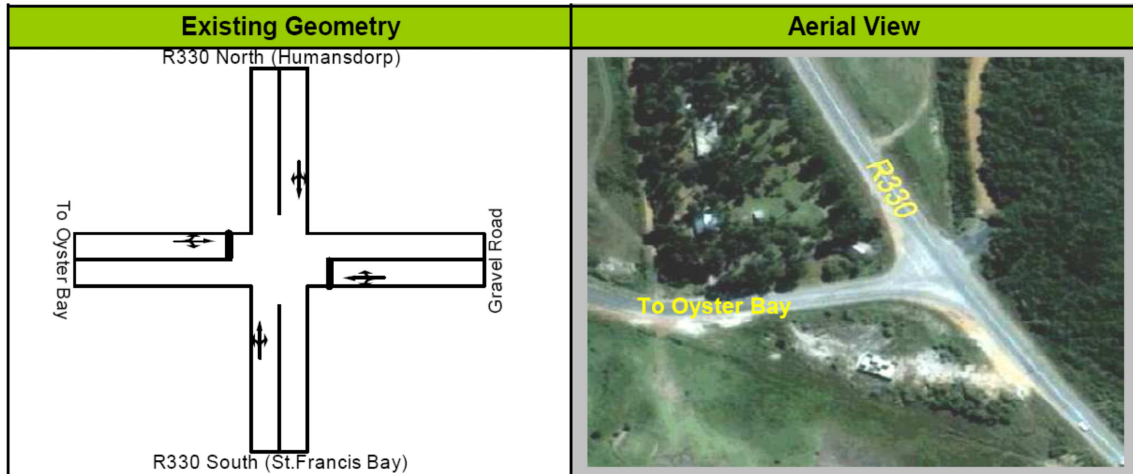 Existing Geometry
Aerial View
R330 North (Humansdorp)
To Oyster Bay
Gravel Road
R330 South (St.Francis Bay)
R330
To Oyster Bay